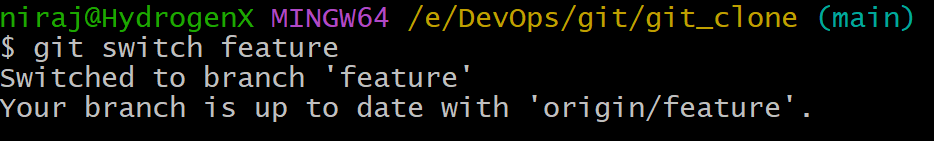 niraj@HydrogenX MINGW64 /e/DevOps/git/git_clone (main)
$ git switch feature
Switched to branch 'feature'
Your branch is up to date with 'origin/feature'.